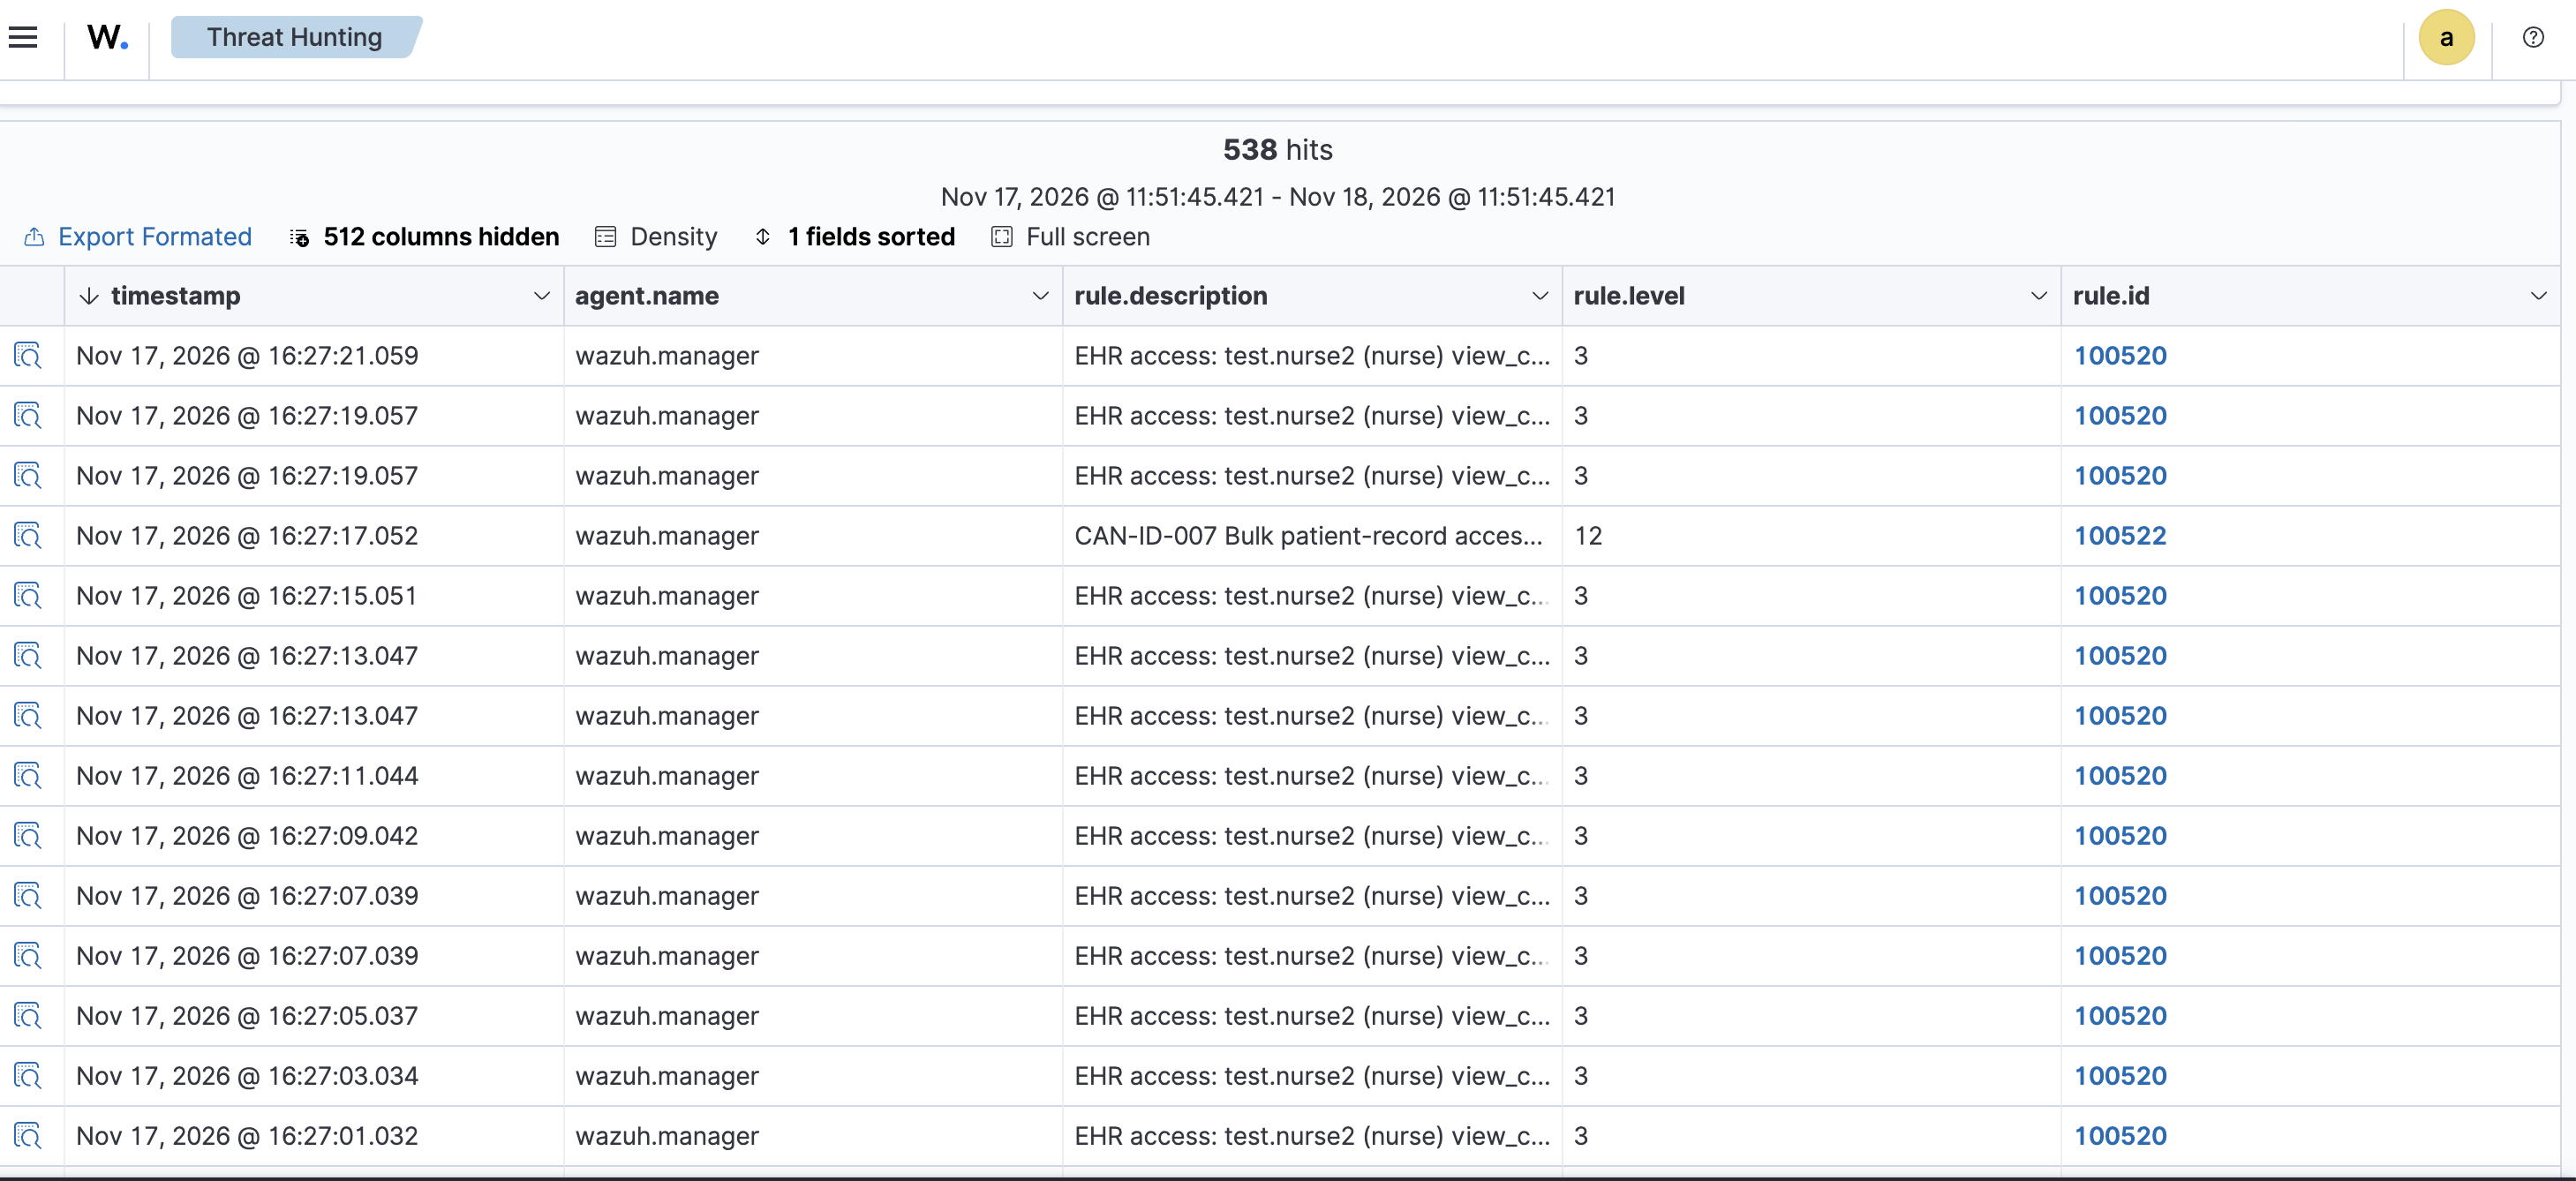 W. Threat Hunting a
538 hits
Nov 17, 2026 @ 11:51:45.421 - Nov 18, 2026 @ 11:51:45.421
Export Formated 512 columns hidden Density 1 fields sorted Full screen
timestamp agent.name rule.description rule.level rule.id
Nov 17, 2026 @ 16:27:21.059 wazuh.manager EHR access: test.nurse2 (nurse) view_c... 3 100520
Nov 17, 2026 @ 16:27:19.057 wazuh.manager EHR access: test.nurse2 (nurse) view_c... 3 100520
Nov 17, 2026 @ 16:27:19.057 wazuh.manager EHR access: test.nurse2 (nurse) view_c... 3 100520
Nov 17, 2026 @ 16:27:17.052 wazuh.manager CAN-ID-007 Bulk patient-record acces... 12 100522
Nov 17, 2026 @ 16:27:15.051 wazuh.manager EHR access: test.nurse2 (nurse) view_c... 3 100520
Nov 17, 2026 @ 16:27:13.047 wazuh.manager EHR access: test.nurse2 (nurse) view_c... 3 100520
Nov 17, 2026 @ 16:27:13.047 wazuh.manager EHR access: test.nurse2 (nurse) view_c... 3 100520
Nov 17, 2026 @ 16:27:11.044 wazuh.manager EHR access: test.nurse2 (nurse) view_c... 3 100520
Nov 17, 2026 @ 16:27:09.042 wazuh.manager EHR access: test.nurse2 (nurse) view_c... 3 100520
Nov 17, 2026 @ 16:27:07.039 wazuh.manager EHR access: test.nurse2 (nurse) view_c... 3 100520
Nov 17, 2026 @ 16:27:07.039 wazuh.manager EHR access: test.nurse2 (nurse) view_c... 3 100520
Nov 17, 2026 @ 16:27:05.037 wazuh.manager EHR access: test.nurse2 (nurse) view_c... 3 100520
Nov 17, 2026 @ 16:27:03.034 wazuh.manager EHR access: test.nurse2 (nurse) view_c... 3 100520
Nov 17, 2026 @ 16:27:01.032 wazuh.manager EHR access: test.nurse2 (nurse) view_c... 3 100520